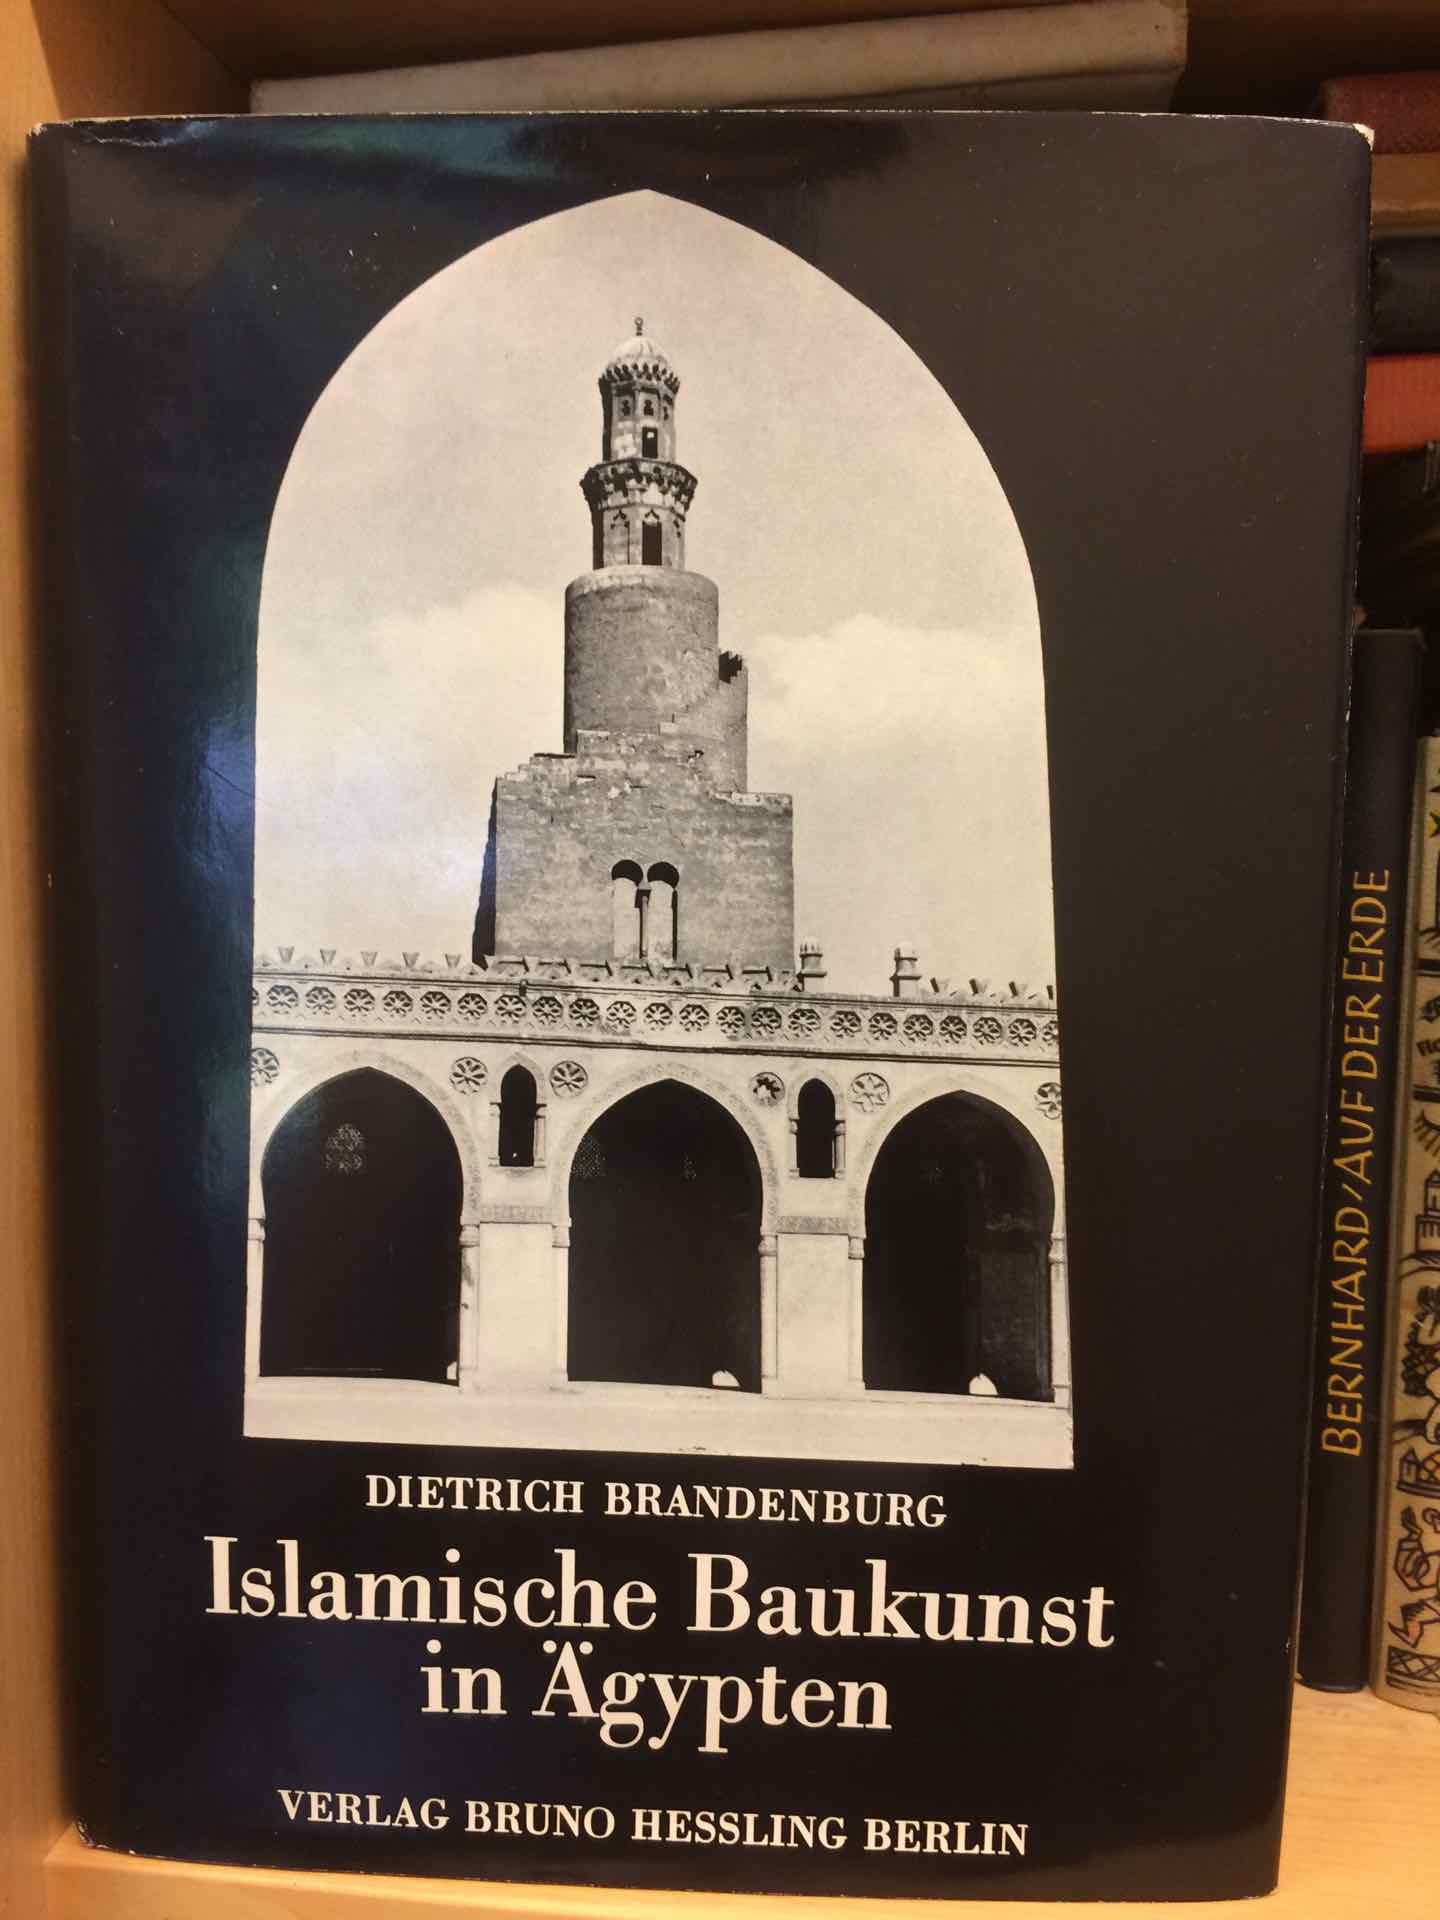 DIETRICH BRANDENBURG
Islamische Baukunst
in Ägypten
VERLAG BRUNO HESSLING BERLIN
BERNHARD/AUF DER ERDE